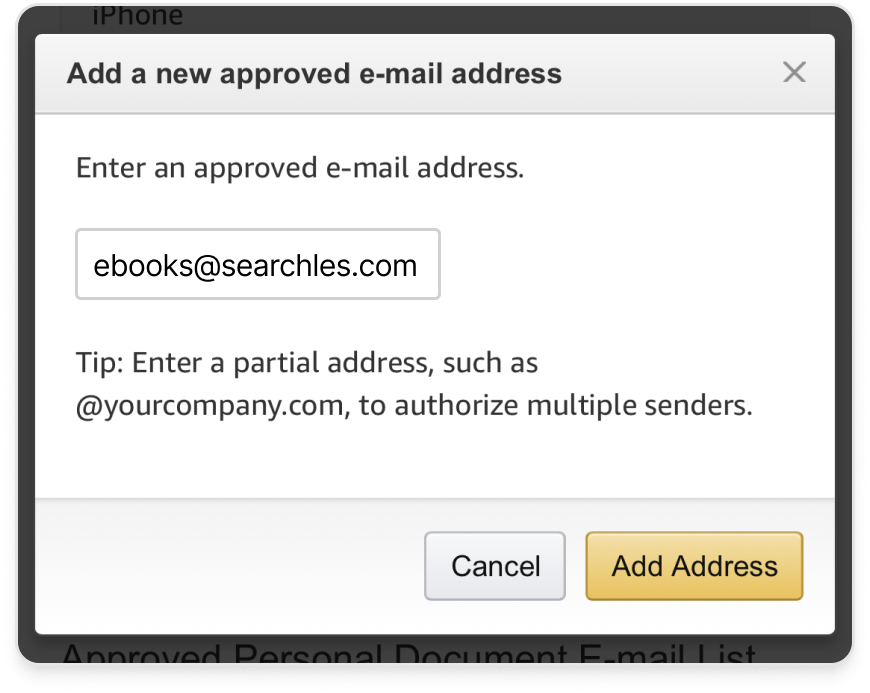 iPhone
Add a new approved e-mail address
Enter an approved e-mail address.
ebooks@searchles.com
Tip: Enter a partial address, such as
@yourcompany.com, to authorize multiple senders.
Cancel
Add Address
Approved Personal Document E-mail List